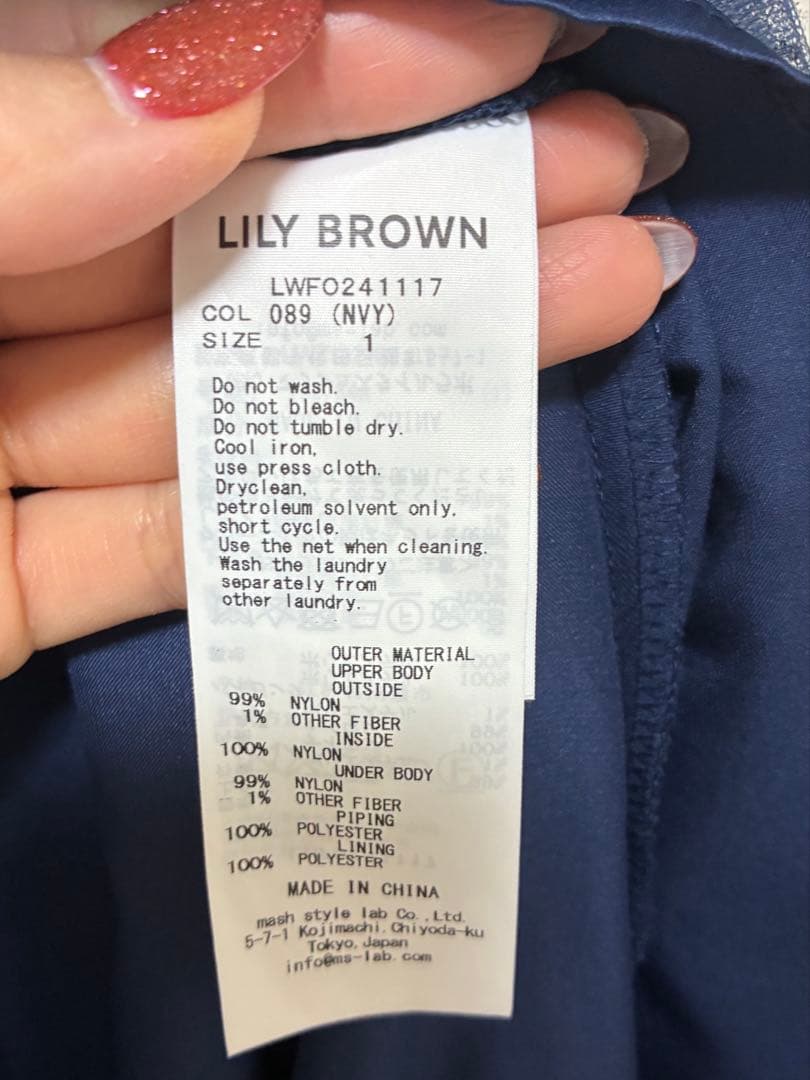 LILY BROWN
LWFO241117
COL 089 (NVY)
SIZE 1
Do not wash.
Do not bleach.
Do not tumble dry.
Cool iron,
use press cloth.
Dryclean,
petroleum solvent only.
short cycle.
Use the net when cleaning.
Wash the laundry
separately from
other laundry.
OUTER MATERIAL
UPPER BODY
OUTSIDE
99% NYLON
1% OTHER FIBER
INSIDE
100% NYLON
UNDER BODY
99% NYLON
1% OTHER FIBER
PIPING
100% POLYESTER
LINING
100% POLYESTER
MADE IN CHINA
mash style lab Co.,Ltd.
5-7-1 Kojimachi, Chiyoda-ku
Tokyo, Japan
info@ms-lab.com